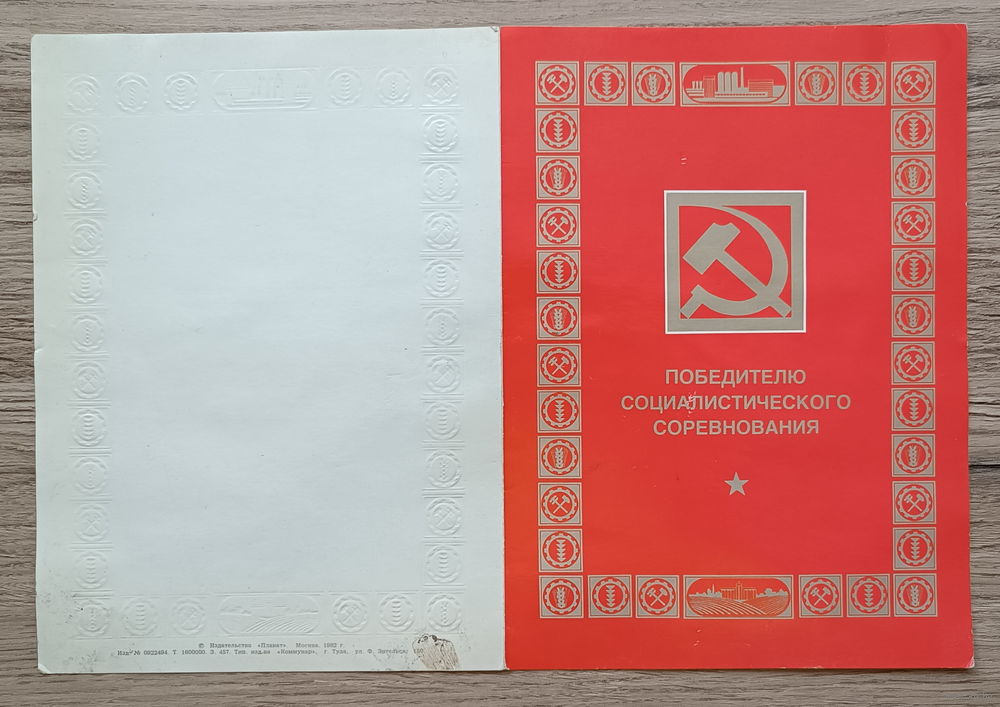 © Издательство «Плакат». Москва. 1982 г.
Изд. № 0922494. Т. 1600000. З. 457. Тип. изд-ва «Коммунар», г. Тула, ул. Ф. Энгельса, 150
ПОБЕДИТЕЛЮ
СОЦИАЛИСТИЧЕСКОГО
СОРЕВНОВАНИЯ